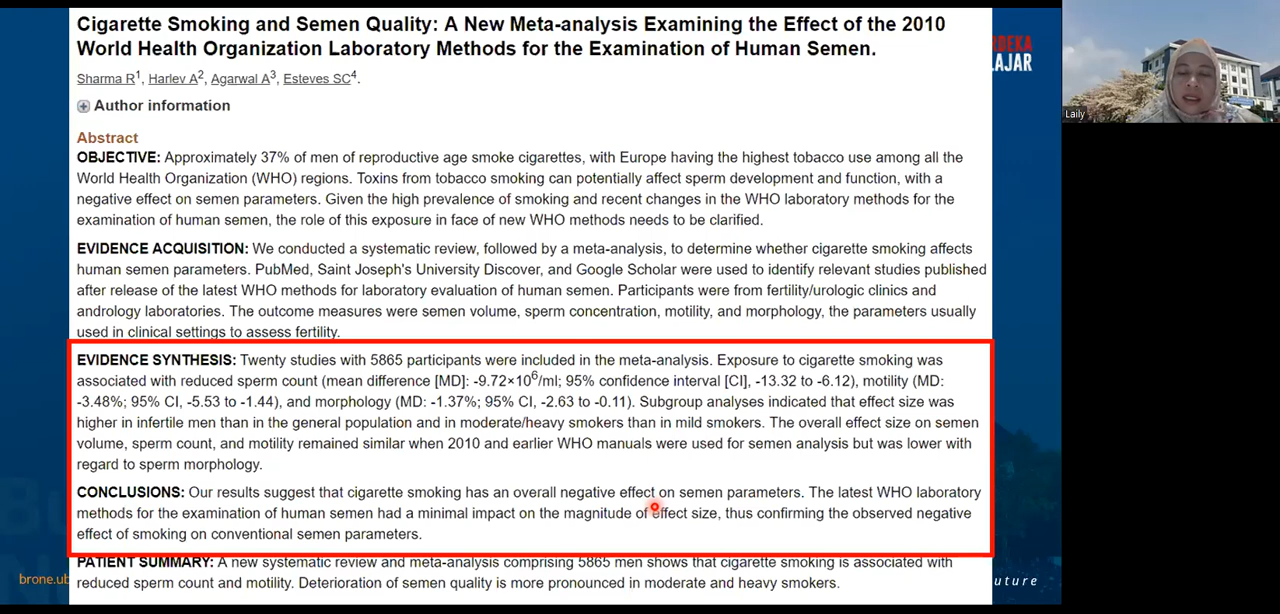 Cigarette Smoking and Semen Quality: A New Meta-analysis Examining the Effect of the 2010
World Health Organization Laboratory Methods for the Examination of Human Semen.
Sharma R1, Harlev A2, Agarwal A3, Esteves SC4.
Author information
Abstract
OBJECTIVE: Approximately 37% of men of reproductive age smoke cigarettes, with Europe having the highest tobacco use among all the
World Health Organization (WHO) regions. Toxins from tobacco smoking can potentially affect sperm development and function, with a
negative effect on semen parameters. Given the high prevalence of smoking and recent changes in the WHO laboratory methods for the
examination of human semen, the role of this exposure in face of new WHO methods needs to be clarified.
EVIDENCE ACQUISITION: We conducted a systematic review, followed by a meta-analysis, to determine whether cigarette smoking affects
human semen parameters. PubMed, Saint Joseph's University Discover, and Google Scholar were used to identify relevant studies published
after release of the latest WHO methods for laboratory evaluation of human semen. Participants were from fertility/urologic clinics and
andrology laboratories. The outcome measures were semen volume, sperm concentration, motility, and morphology, the parameters usually
used in clinical settings to assess fertility.
EVIDENCE SYNTHESIS: Twenty studies with 5865 participants were included in the meta-analysis. Exposure to cigarette smoking was
associated with reduced sperm count (mean difference [MD]: -9.72×10⁶/ml; 95% confidence interval [CI], -13.32 to -6.12), motility (MD:
-3.48%; 95% CI, -5.53 to -1.44), and morphology (MD: -1.37%; 95% CI, -2.63 to -0.11). Subgroup analyses indicated that effect size was
higher in infertile men than in the general population and in moderate/heavy smokers than in mild smokers. The overall effect size on semen
volume, sperm count, and motility remained similar when 2010 and earlier WHO manuals were used for semen analysis but was lower with
regard to sperm morphology.
CONCLUSIONS: Our results suggest that cigarette smoking has an overall negative effect on semen parameters. The latest WHO laboratory
methods for the examination of human semen had a minimal impact on the magnitude of effect size, thus confirming the observed negative
effect of smoking on conventional semen parameters.
PATIENT SUMMARY: A new systematic review and meta-analysis comprising 5865 men shows that cigarette smoking is associated with
reduced sperm count and motility. Deterioration of semen quality is more pronounced in moderate and heavy smokers.
RDEKA
LAJAR
Laily
brone.ub
uture